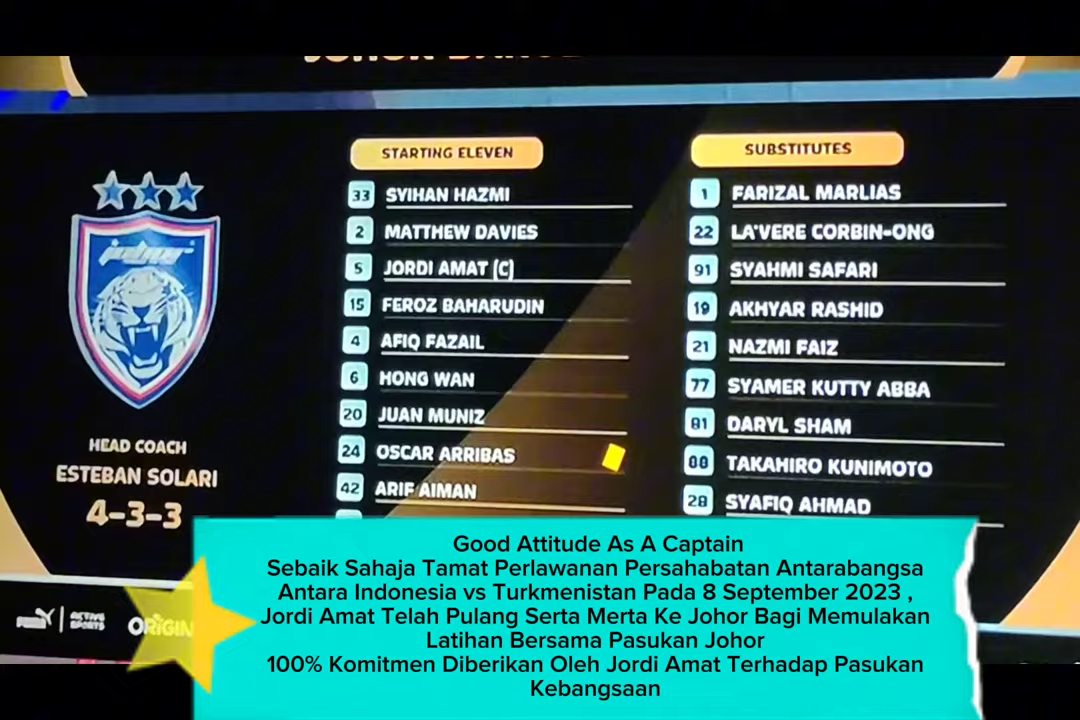 johor
HEAD COACH
ESTEBAN SOLARI
4-3-3
STARTING ELEVEN
33 SYIHAN HAZMI
2 MATTHEW DAVIES
5 JORDI AMAT (C)
15 FEROZ BAHARUDIN
4 AFIQ FAZAIL
6 HONG WAN
20 JUAN MUNIZ
24 OSCAR ARRIBAS
42 ARIF AIMAN
SUBSTITUTES
1 FARIZAL MARLIAS
22 LA'VERE CORBIN-ONG
91 SYAHMI SAFARI
19 AKHYAR RASHID
21 NAZMI FAIZ
77 SYAMER KUTTY ABBA
81 DARYL SHAM
88 TAKAHIRO KUNIMOTO
28 SYAFIQ AHMAD
PUMA ACTIVE SPORTS
Good Attitude As A Captain
Sebaik Sahaja Tamat Perlawanan Persahabatan Antarabangsa
Antara Indonesia vs Turkmenistan Pada 8 September 2023 ,
Jordi Amat Telah Pulang Serta Merta Ke Johor Bagi Memulakan
Latihan Bersama Pasukan Johor
100% Komitmen Diberikan Oleh Jordi Amat Terhadap Pasukan
Kebangsaan